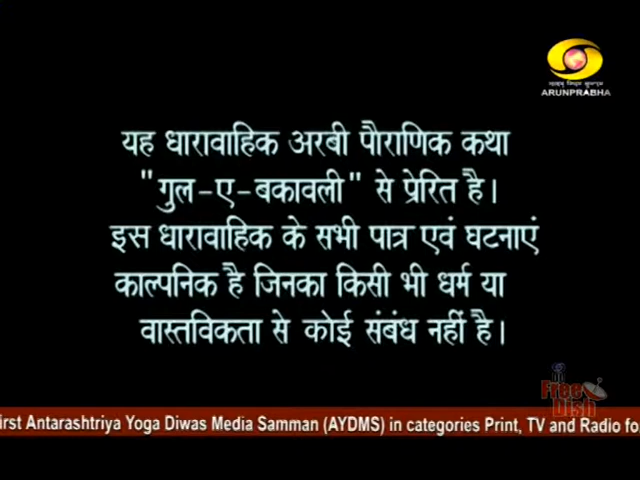 ARUNPRABHA
यह धारावाहिक अरबी पौराणिक कथा
"गुल-ए-बकावली" से प्रेरित है।
इस धारावाहिक के सभी पात्र एवं घटनाएं
काल्पनिक है जिनका किसी भी धर्म या
वास्तविकता से कोई संबंध नहीं है।
Free
Dish
irst Antarashtriya Yoga Diwas Media Samman (AYDMS) in categories Print, TV and Radio fo